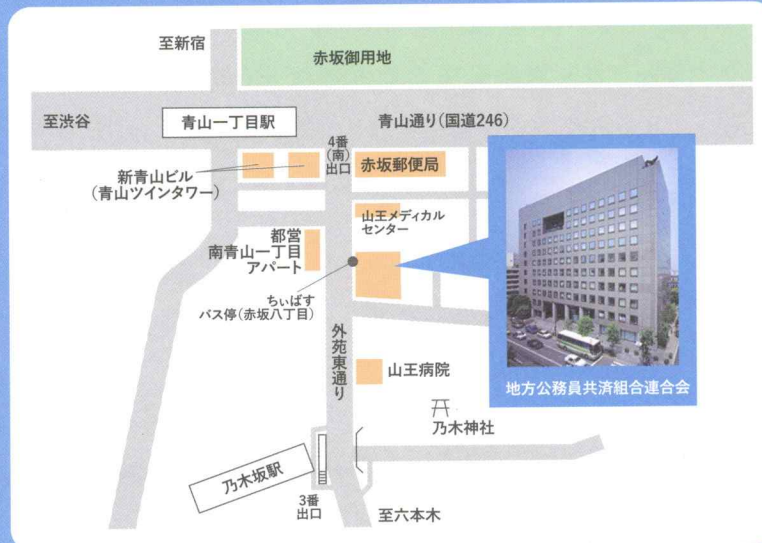 至新宿
赤坂御用地
至渋谷
青山一丁目駅
青山通り(国道246)
4番
(南)
出口
赤坂郵便局
新青山ビル
(青山ツインタワー)
山王メディカル
センター
都営
南青山一丁目
アパート
ちぃばす
バス停(赤坂八丁目)
外苑東通り
山王病院
地方公務員共済組合連合会
乃木神社
乃木坂駅
3番
出口
至六本木